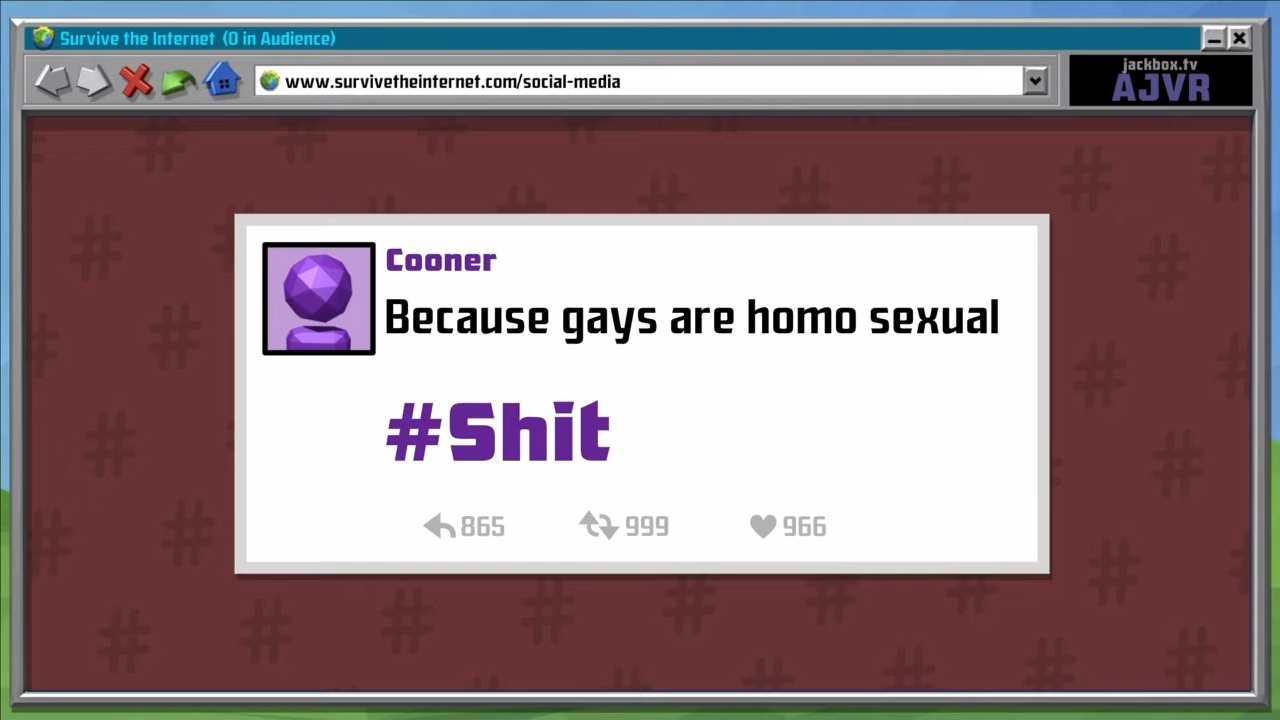 Survive the Internet (0 in Audience)
www.survivetheinternet.com/social-media
jackbox.tv
AJVR
Cooner
Because gays are homo sexual
#Shit
865 999 966